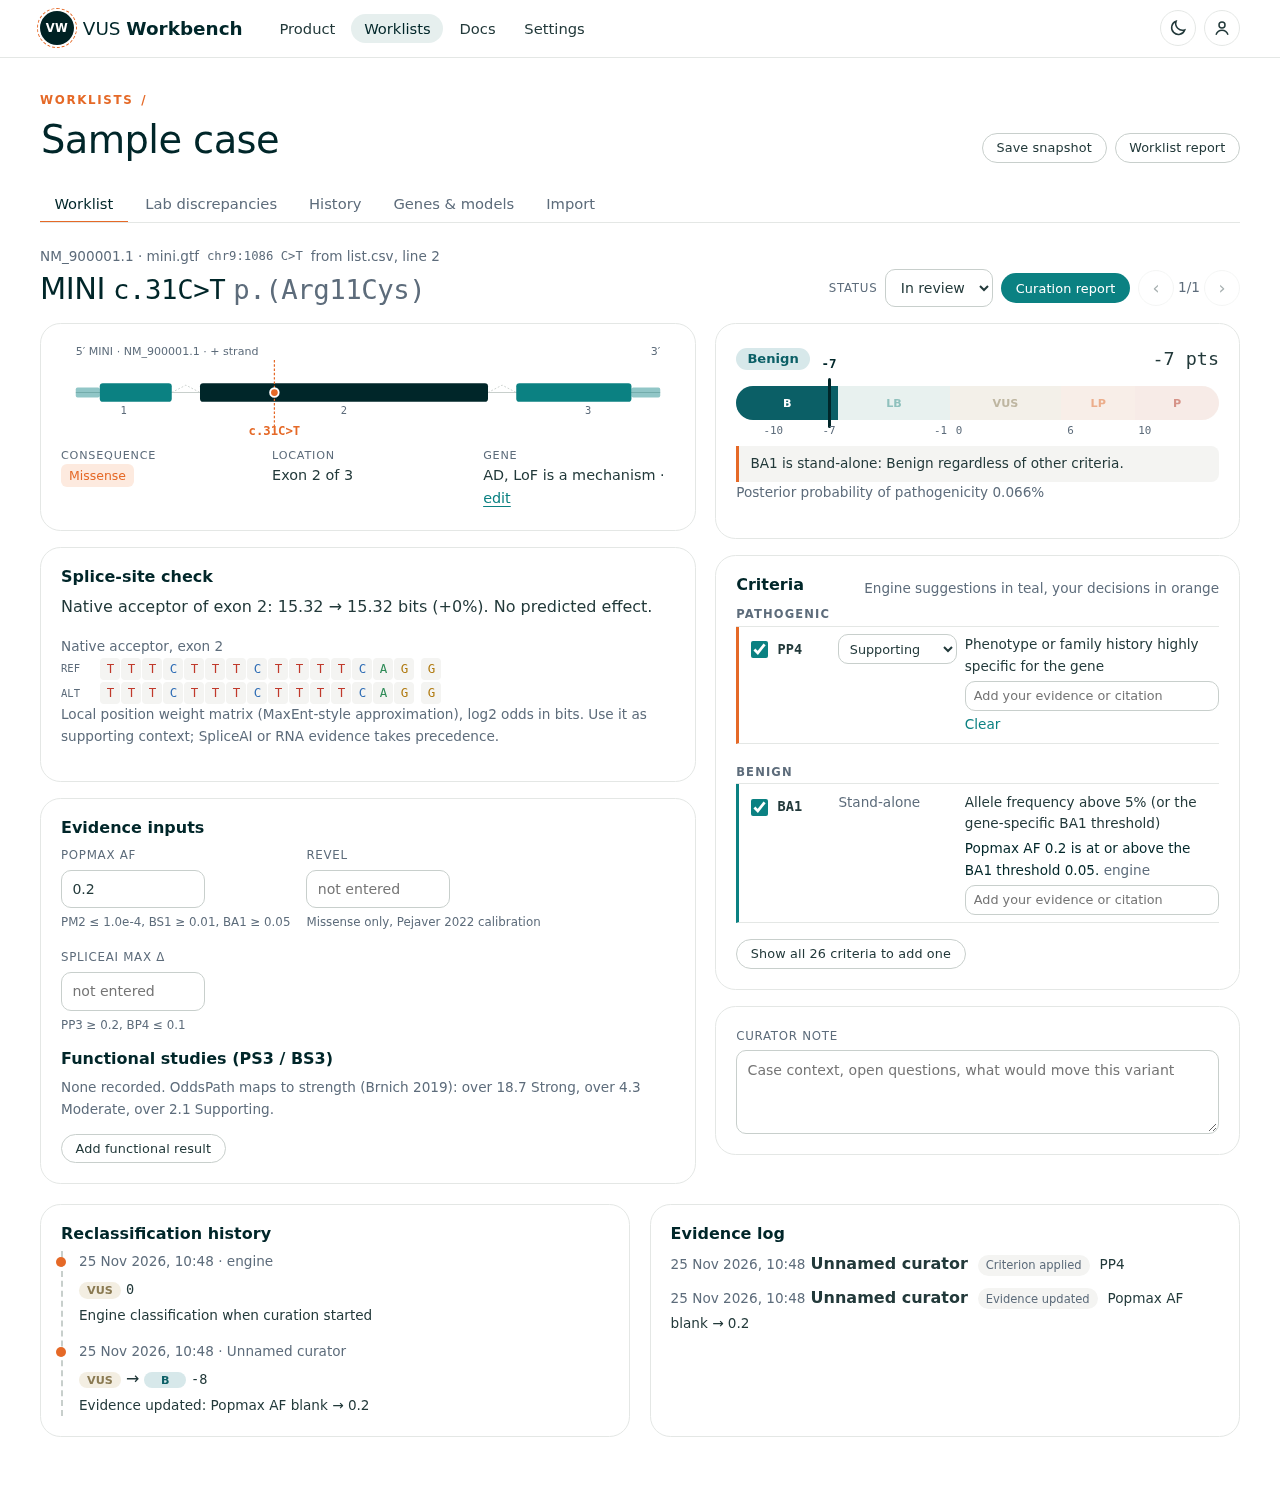 VW VUS Workbench Product Worklists Docs Settings
WORKLISTS /
Sample case
Save snapshot Worklist report
Worklist Lab discrepancies History Genes & models Import
NM_900001.1 · mini.gtf chr9:1086 C>T from list.csv, line 2
MINI c.31C>T p.(Arg11Cys)
STATUS In review Curation report ‹ 1/1 ›
5′ MINI · NM_900001.1 · + strand 3′
1 2 3
c.31C>T
CONSEQUENCE LOCATION GENE
Missense Exon 2 of 3 AD, LoF is a mechanism ·
edit
Benign -7 -7 pts
B LB VUS LP P
-10 -7 -1 0 6 10
BA1 is stand-alone: Benign regardless of other criteria.
Posterior probability of pathogenicity 0.066%
Splice-site check
Native acceptor of exon 2: 15.32 → 15.32 bits (+0%). No predicted effect.
Native acceptor, exon 2
REF T T T C T T T C T T T T C A G G
ALT T T T C T T T C T T T T C A G G
Local position weight matrix (MaxEnt-style approximation), log2 odds in bits. Use it as
supporting context; SpliceAI or RNA evidence takes precedence.
Criteria Engine suggestions in teal, your decisions in orange
PATHOGENIC
PP4 Supporting Phenotype or family history highly
specific for the gene
Add your evidence or citation
Clear
BENIGN
BA1 Stand-alone Allele frequency above 5% (or the
gene-specific BA1 threshold)
Popmax AF 0.2 is at or above the
BA1 threshold 0.05. engine
Add your evidence or citation
Show all 26 criteria to add one
Evidence inputs
POPMAX AF REVEL
0.2 not entered
PM2 ≤ 1.0e-4, BS1 ≥ 0.01, BA1 ≥ 0.05 Missense only, Pejaver 2022 calibration
SPLICEAI MAX Δ
not entered
PP3 ≥ 0.2, BP4 ≤ 0.1
Functional studies (PS3 / BS3)
None recorded. OddsPath maps to strength (Brnich 2019): over 18.7 Strong, over 4.3
Moderate, over 2.1 Supporting.
Add functional result
CURATOR NOTE
Case context, open questions, what would move this variant
Reclassification history
25 Nov 2026, 10:48 · engine
VUS 0
Engine classification when curation started
25 Nov 2026, 10:48 · Unnamed curator
VUS → B -8
Evidence updated: Popmax AF blank → 0.2
Evidence log
25 Nov 2026, 10:48 Unnamed curator Criterion applied PP4
25 Nov 2026, 10:48 Unnamed curator Evidence updated Popmax AF
blank → 0.2